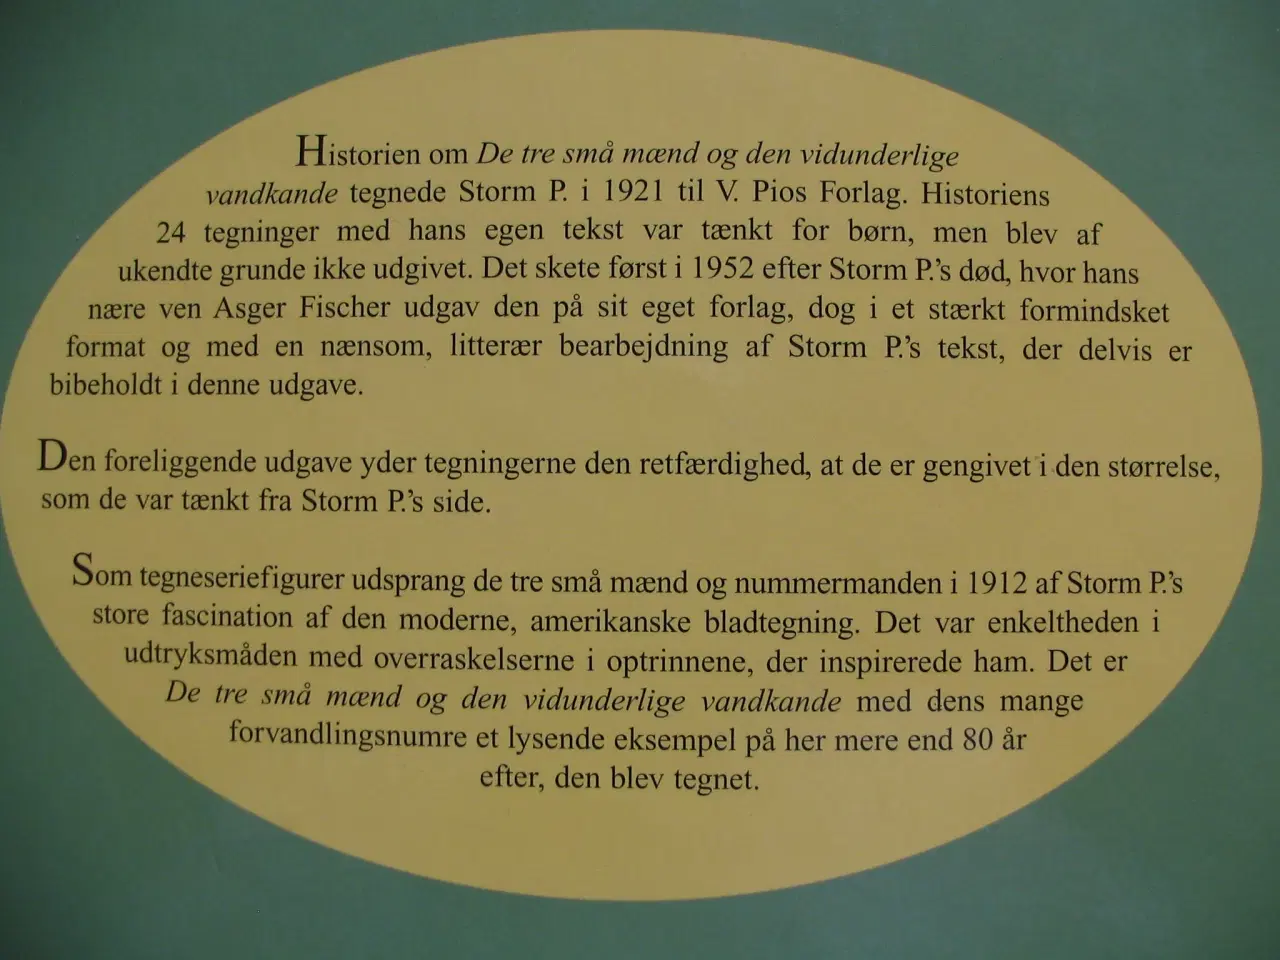 Historien om De tre små mænd og den vidunderlige
vandkande tegnede Storm P. i 1921 til V. Pios Forlag. Historiens
24 tegninger med hans egen tekst var tænkt for børn, men blev af
ukendte grunde ikke udgivet. Det skete først i 1952 efter Storm P.'s død, hvor hans
nære ven Asger Fischer udgav den på sit eget forlag, dog i et stærkt formindsket
format og med en nænsom, litterær bearbejdning af Storm P.'s tekst, der delvis er
bibeholdt i denne udgave.
Den foreliggende udgave yder tegningerne den retfærdighed, at de er gengivet i den størrelse,
som de var tænkt fra Storm P.'s side.
Som tegneseriefigurer udsprang de tre små mænd og nummermanden i 1912 af Storm P.'s
store fascination af den moderne, amerikanske bladtegning. Det var enkeltheden i
udtryksmåden med overraskelserne i optrinnene, der inspirerede ham. Det er
De tre små mænd og den vidunderlige vandkande med dens mange
forvandlingsnumre et lysende eksempel på her mere end 80 år
efter, den blev tegnet.